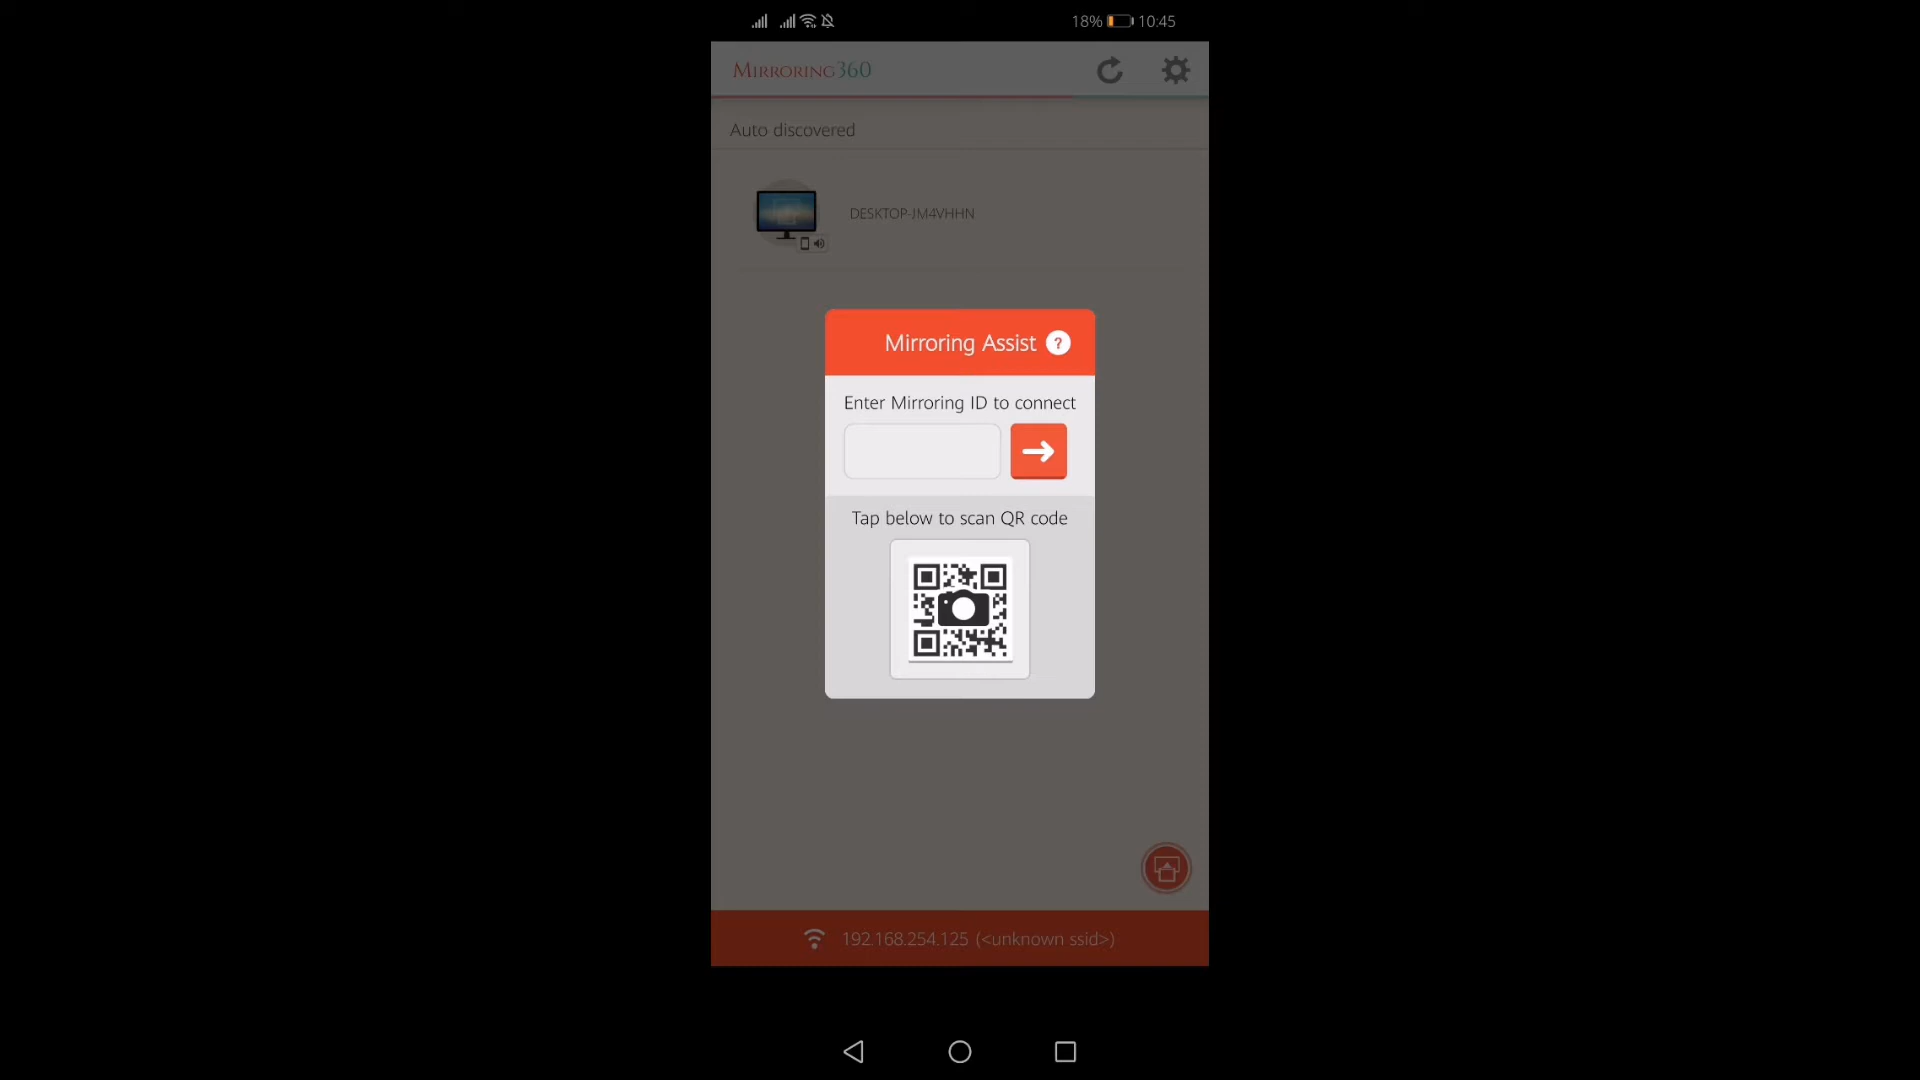 18% 10:45
MIRRORING360
Auto discovered
DESKTOP-JM4VHHN
Mirroring Assist ?
Enter Mirroring ID to connect
Tap below to scan QR code
192.168.254.125 (<unknown ssid>)